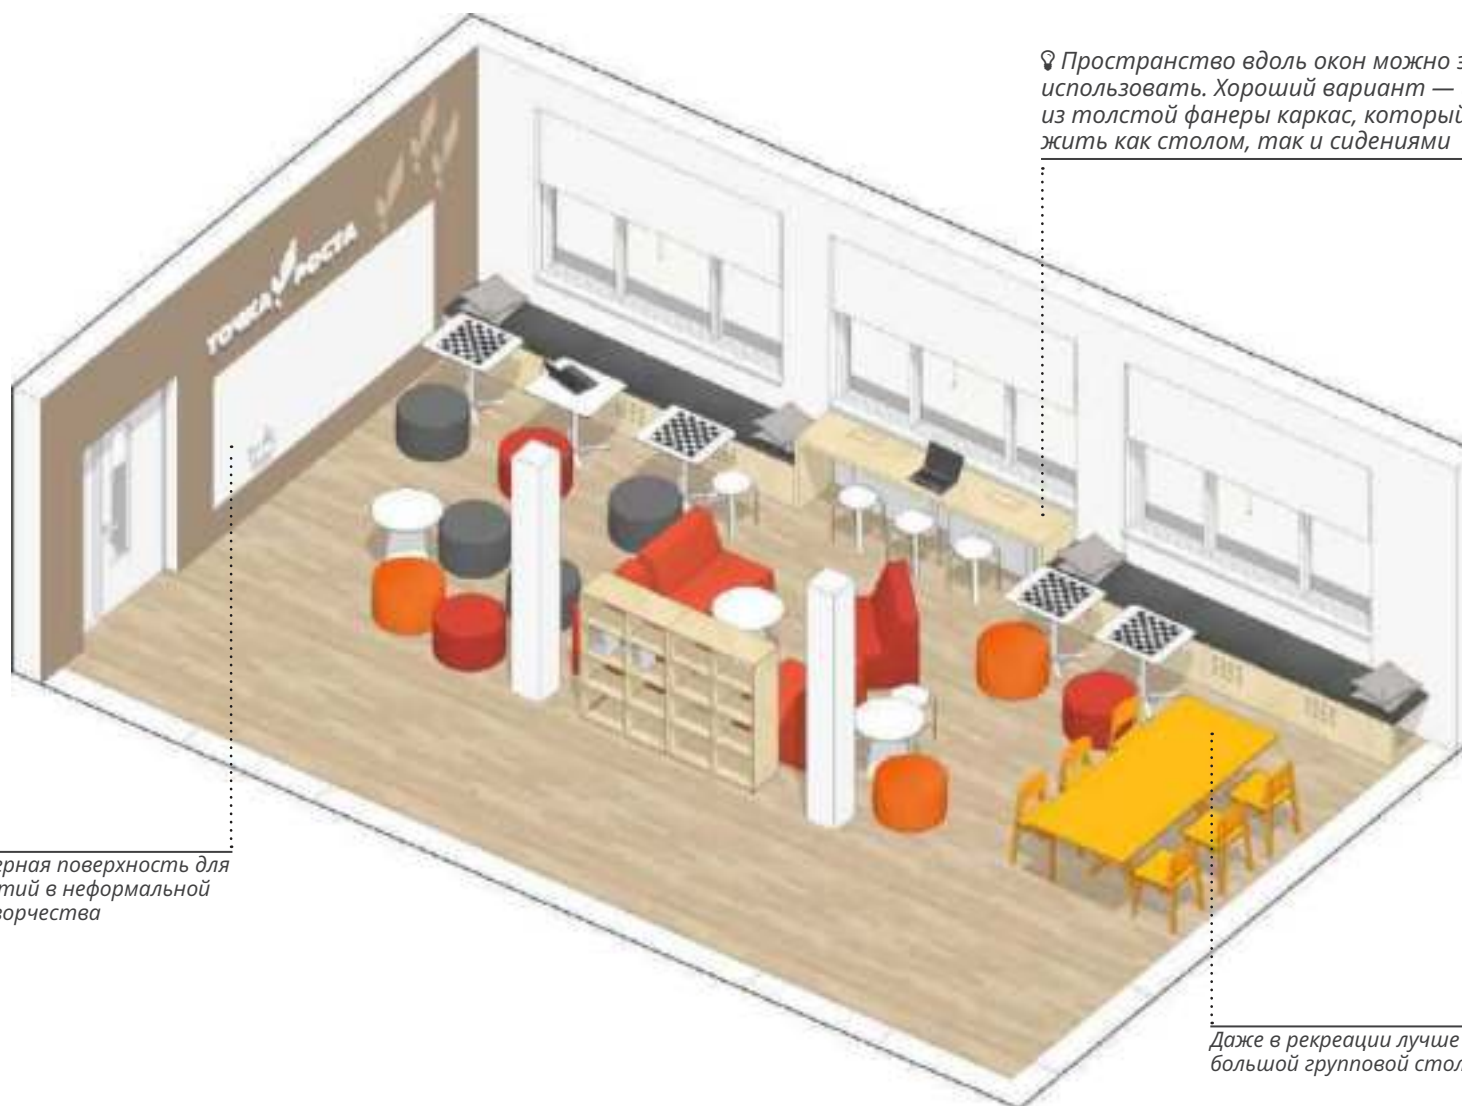 Пространство вдоль окон можно
использовать. Хороший вариант —
из толстой фанеры каркас, который
жить как столом, так и сидениями
ТОЧКА РОСТА
ерная поверхность для
тий в неформальной
ворчества
Даже в рекреации лучше
большой групповой стол